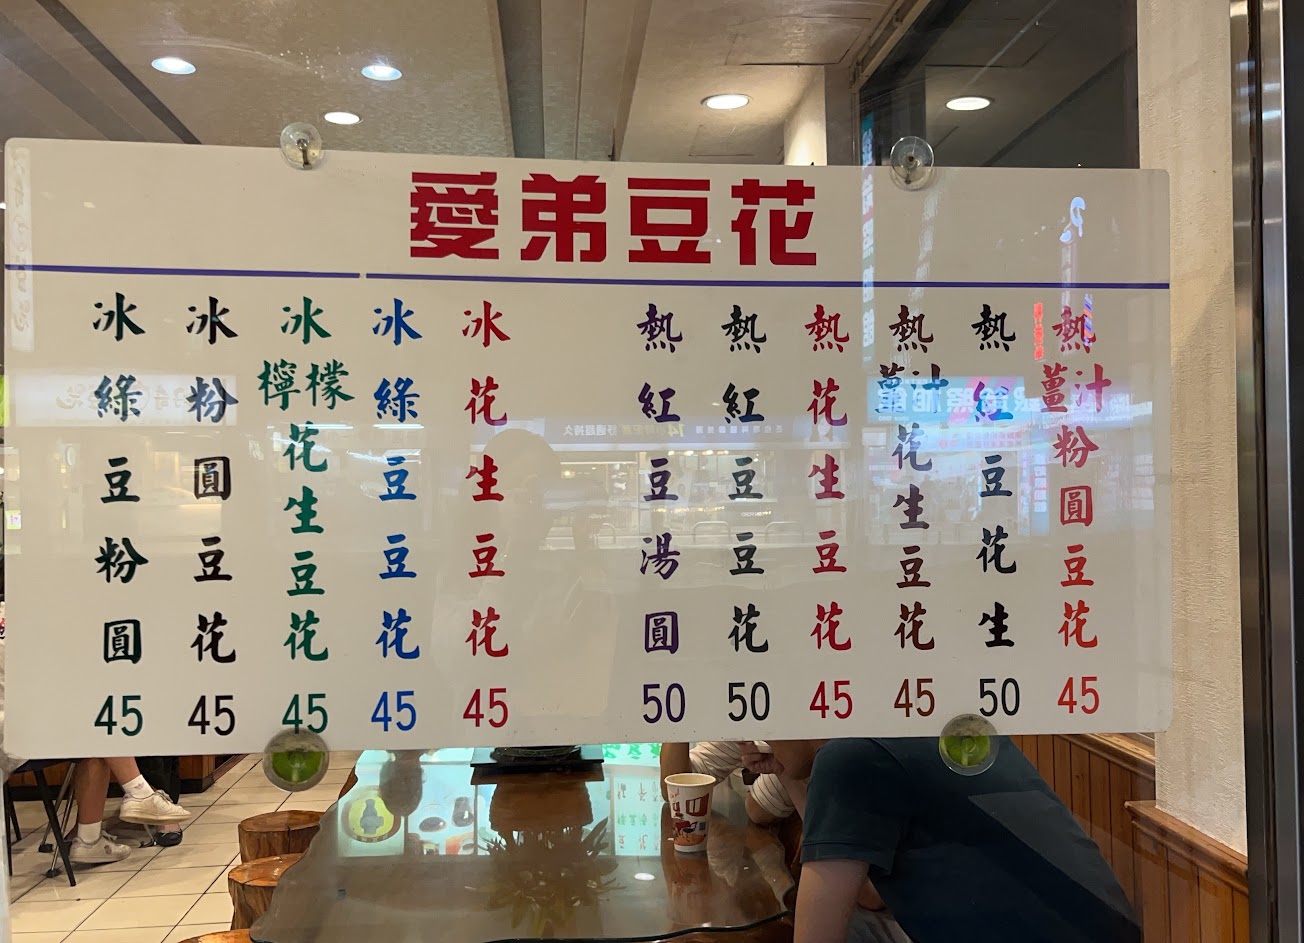 愛弟豆花
熱薑汁粉圓豆花 45
熱紅豆花生 50
熱薑汁花生豆花 45
熱花生豆花 45
熱紅豆豆花 50
熱紅豆湯圓 50
冰花生豆花 45
冰綠豆豆花 45
冰檸檬花生豆花 45
冰粉圓豆花 45
冰綠豆粉圓 45